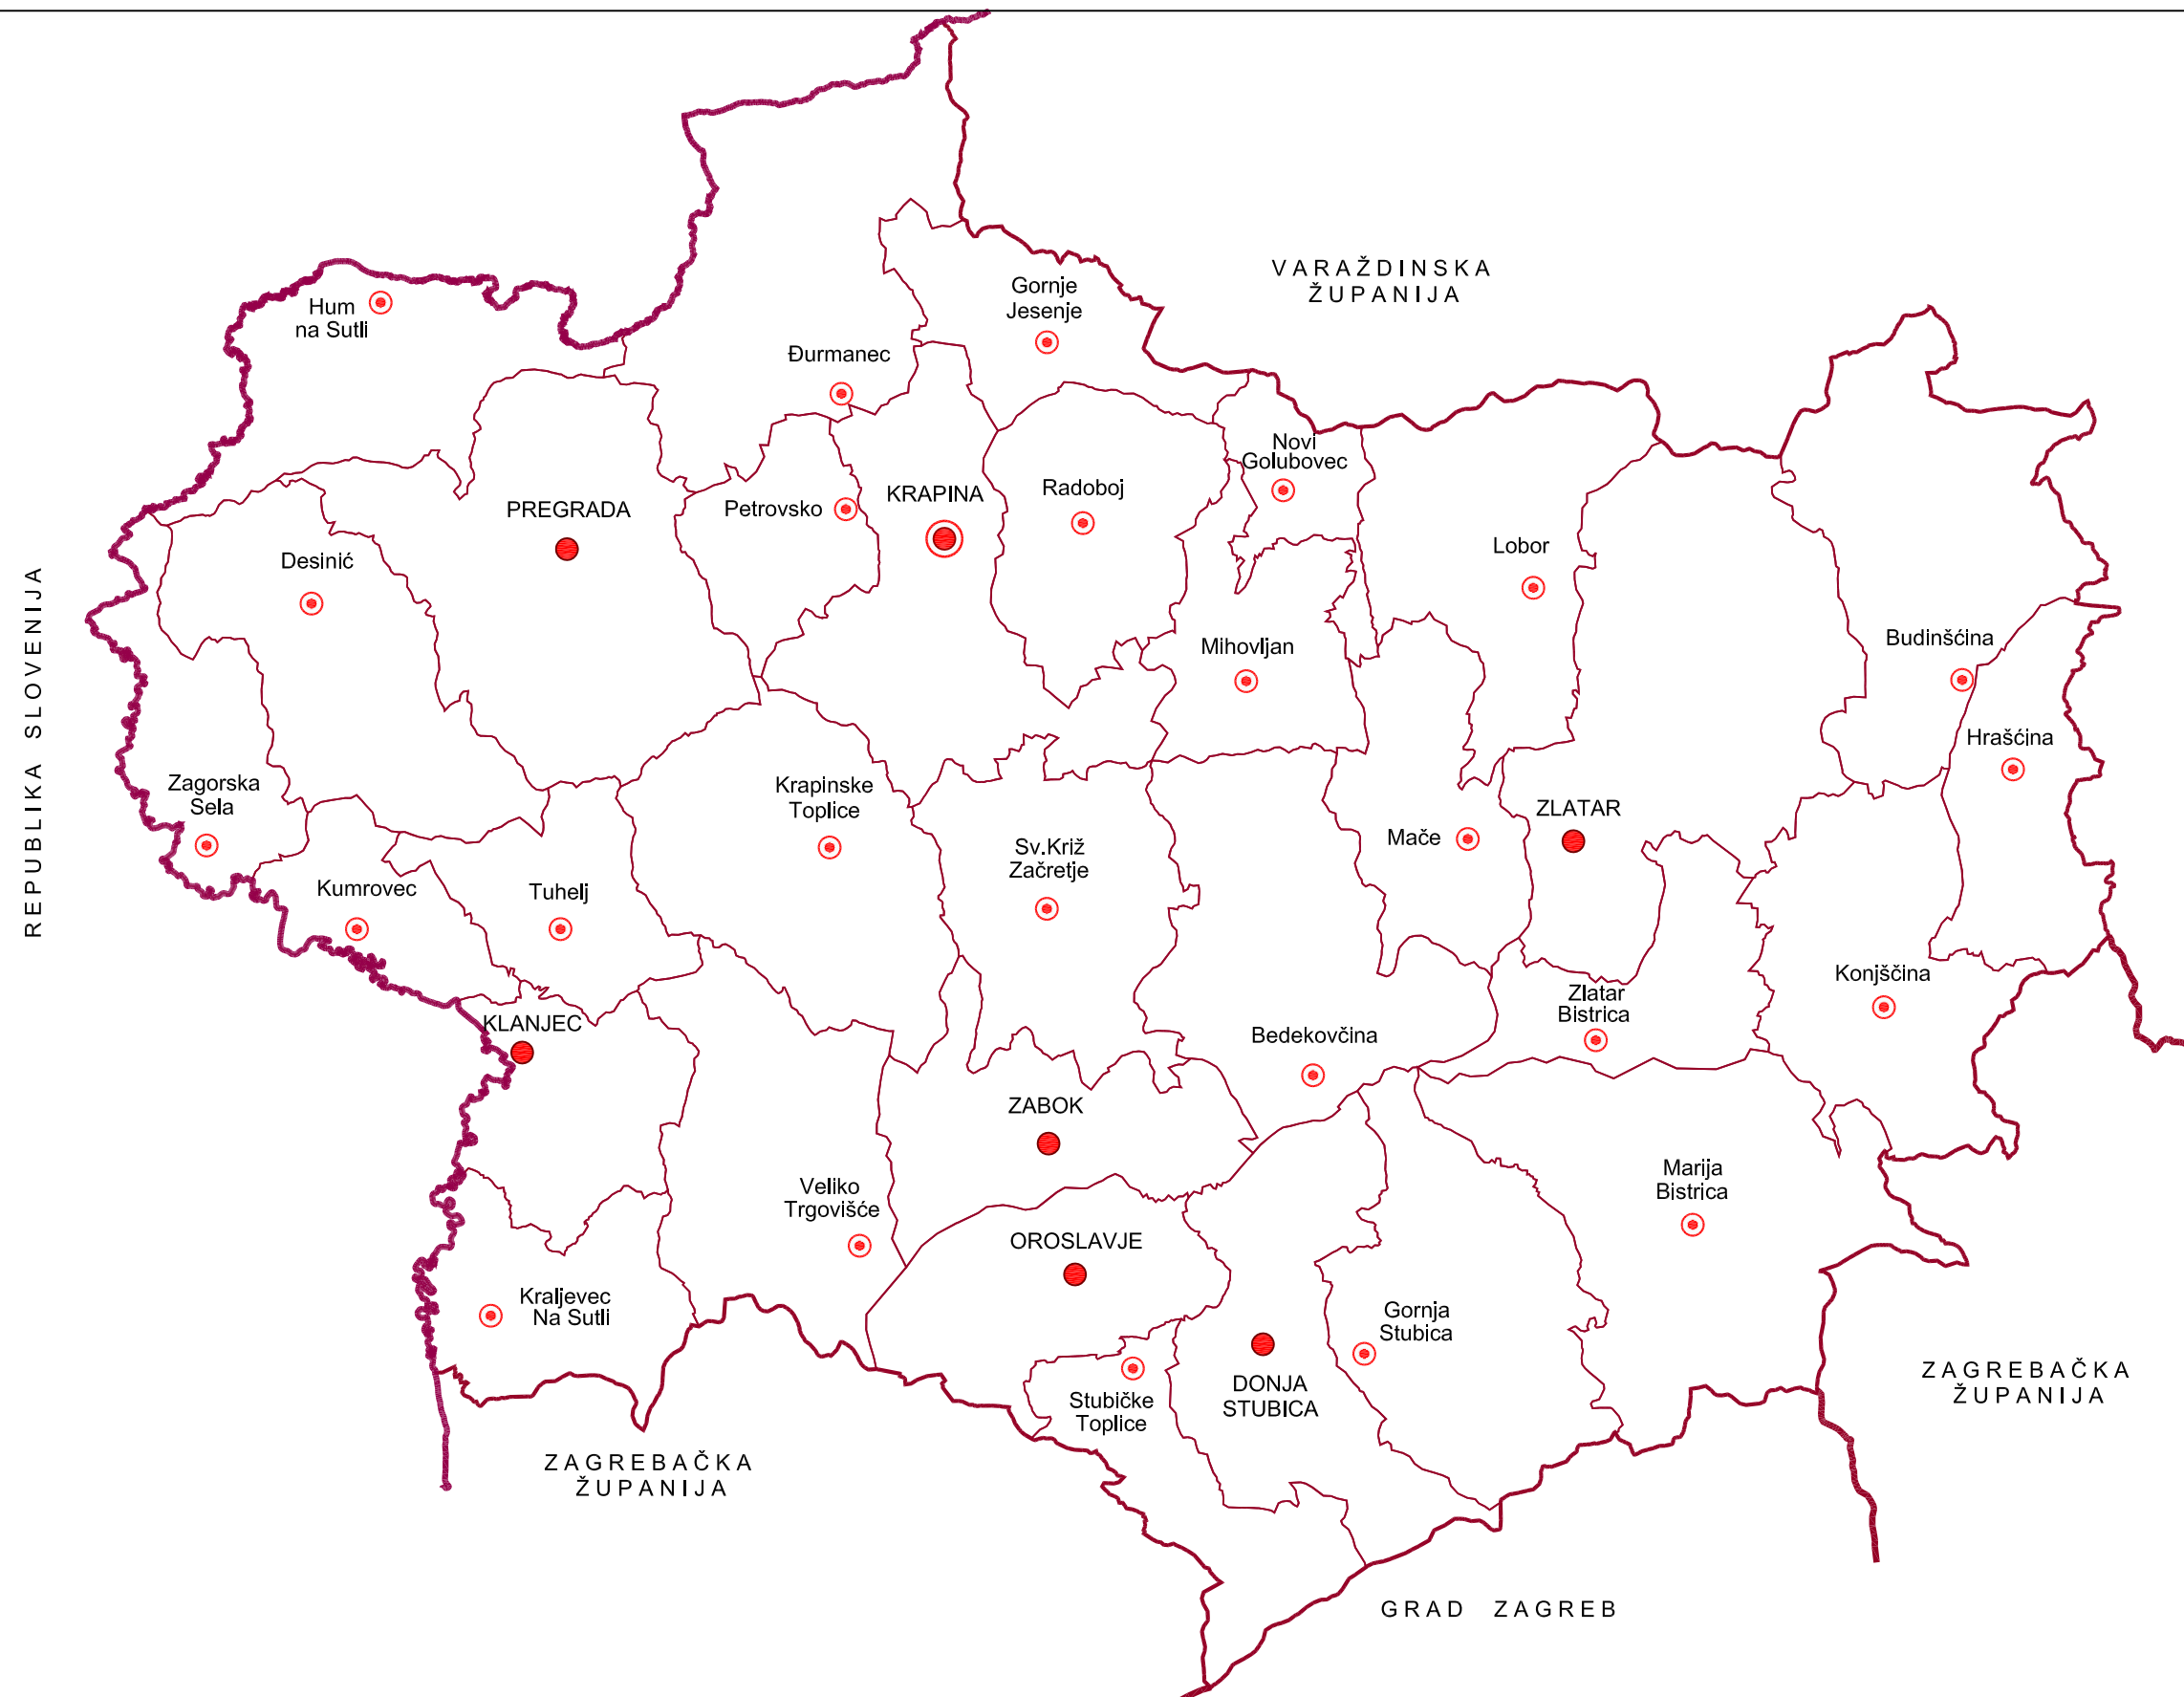 VARAŽDINSKA
ŽUPANIJA
Hum
na Sutli
Gornje
Jesenje
Đurmanec
Novi
Golubovec
PREGRADA
Petrovsko
KRAPINA
Radoboj
Lobor
Desinić
REPUBLIKA SLOVENIJA
Mihovljan
Budinšćina
Hrašćina
Zagorska
Sela
Krapinske
Toplice
Sv.Križ
Začretje
Mače
ZLATAR
Kumrovec
Tuhelj
Konjščina
Zlatar
Bistrica
KLANJEC
Bedekovčina
ZABOK
Marija
Bistrica
Veliko
Trgovišće
OROSLAVJE
Kraljevec
Na Sutli
Gornja
Stubica
DONJA
STUBICA
Stubičke
Toplice
ZAGREBAČKA
ŽUPANIJA
ZAGREBAČKA
ŽUPANIJA
GRAD ZAGREB